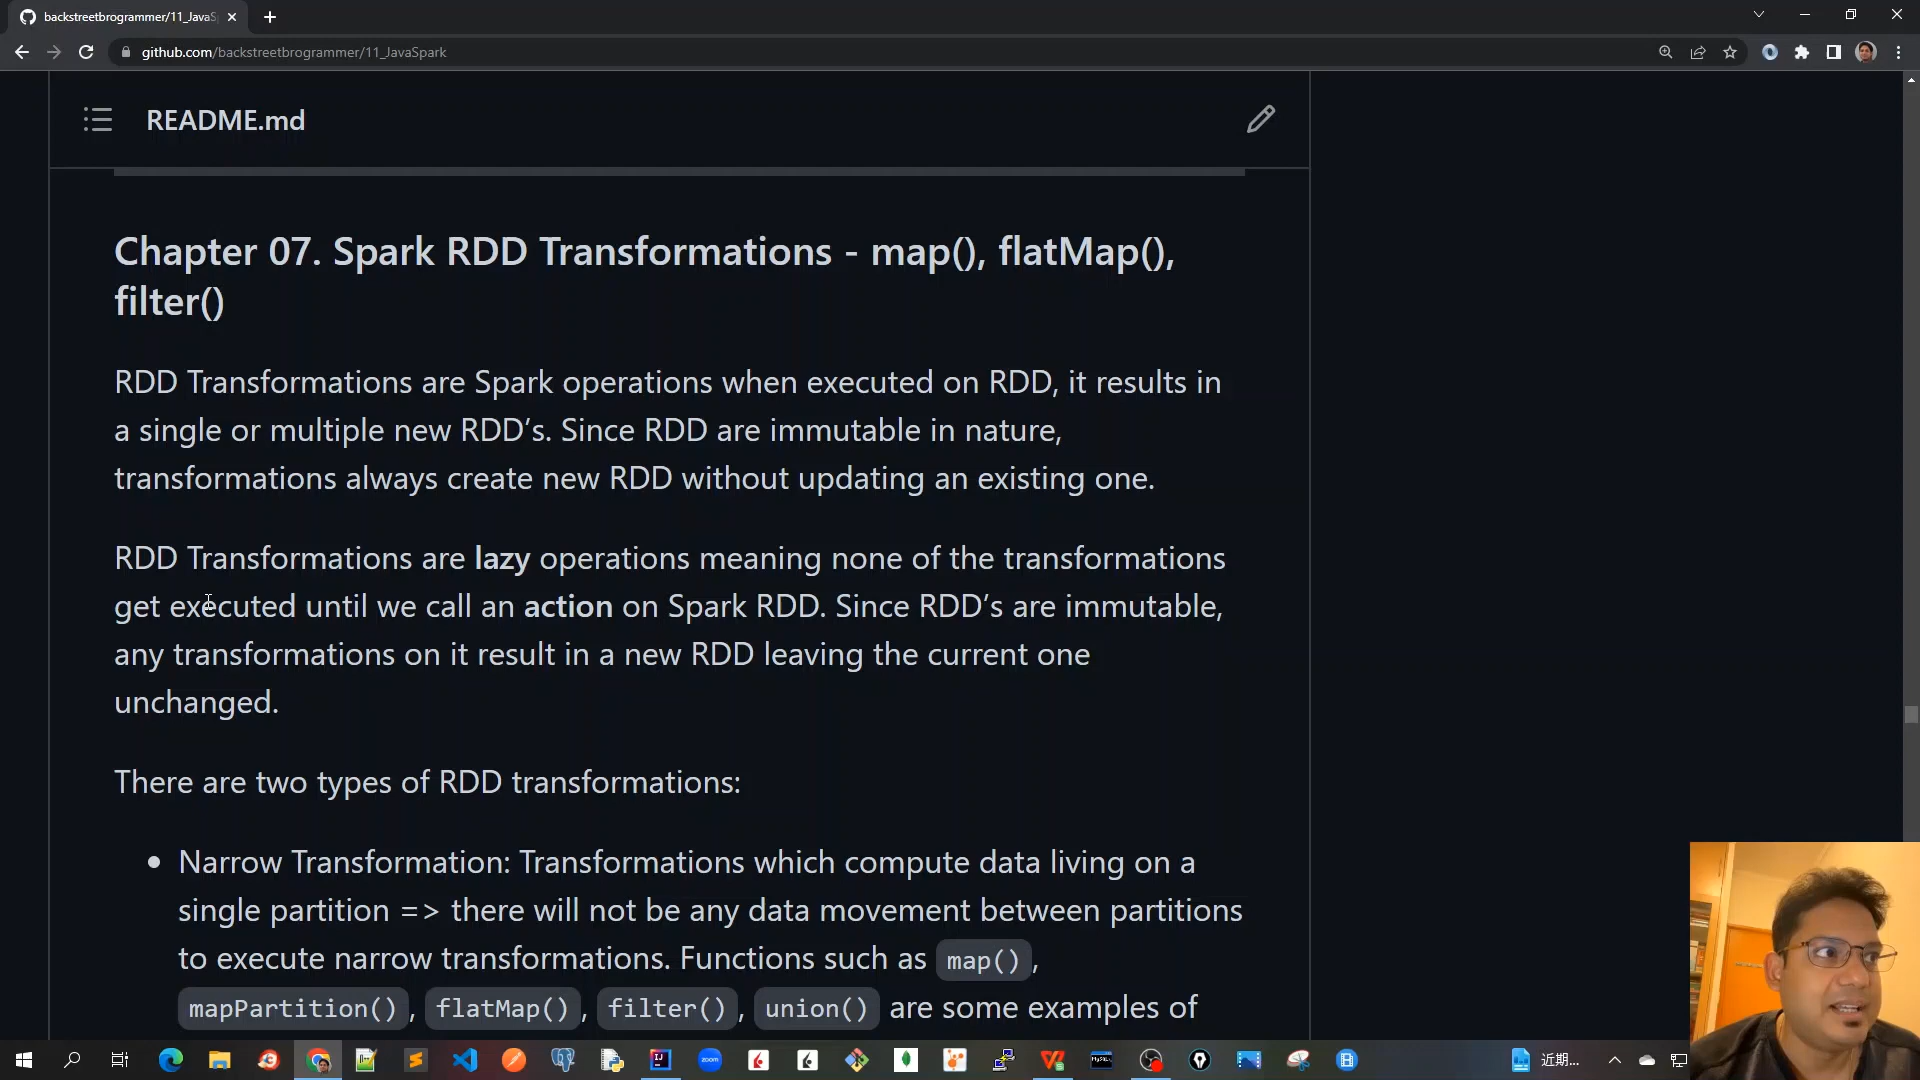 backstreetbrogrammer/11_JavaS
github.com/backstreetbrogrammer/11_JavaSpark
README.md
Chapter 07. Spark RDD Transformations - map(), flatMap(),
filter()
RDD Transformations are Spark operations when executed on RDD, it results in
a single or multiple new RDD’s. Since RDD are immutable in nature,
transformations always create new RDD without updating an existing one.
RDD Transformations are lazy operations meaning none of the transformations
get executed until we call an action on Spark RDD. Since RDD’s are immutable,
any transformations on it result in a new RDD leaving the current one
unchanged.
There are two types of RDD transformations:
• Narrow Transformation: Transformations which compute data living on a
single partition => there will not be any data movement between partitions
to execute narrow transformations. Functions such as map(),
mapPartition(), flatMap(), filter(), union() are some examples of
zoom
近期...